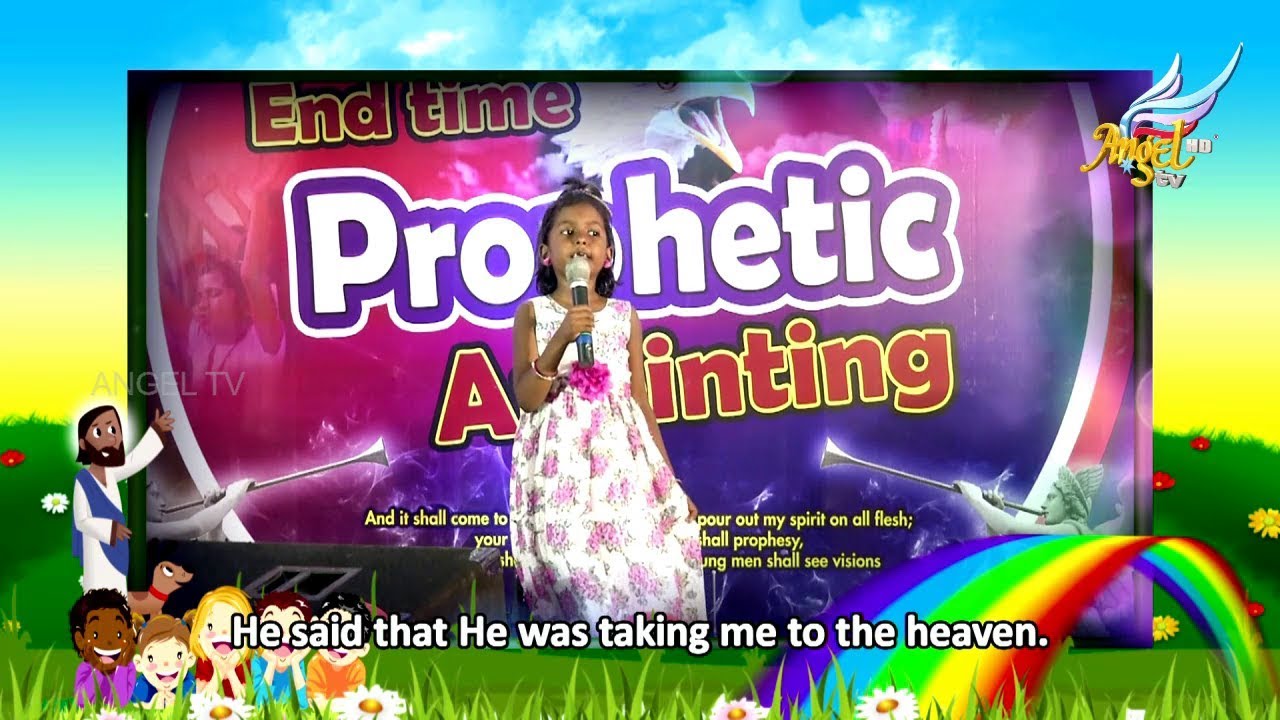 End time
Prophetic
A inting
And it shall come to pour out my spirit on all flesh;
your shall prophesy,
sh ung men shall see visions
Angel HD
tv
ANGEL TV
He said that He was taking me to the heaven.